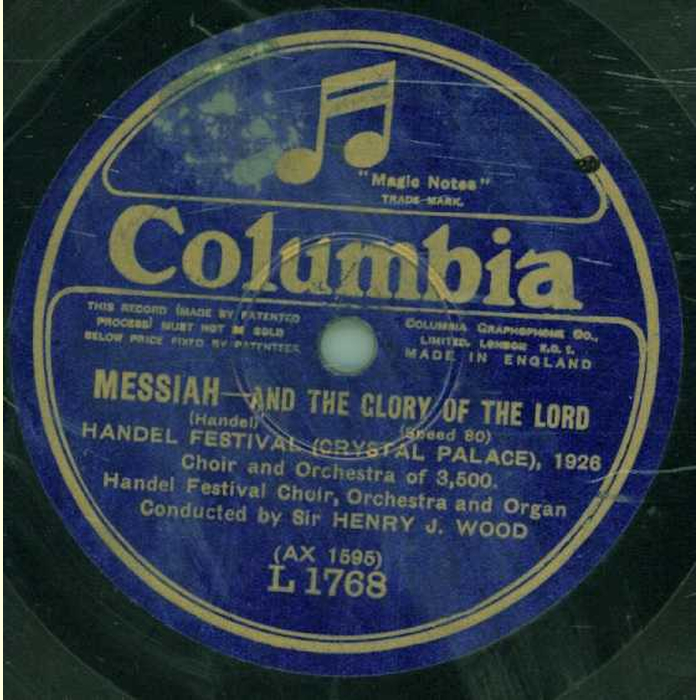 "Magic Notes"
TRADE-MARK.
Columbia
THIS RECORD (MADE BY PATENTED
PROCESS) MUST NOT BE SOLD
BELOW PRICE FIXED BY PATENTEES
COLUMBIA GRAPHOPHONE CO.,
LIMITED. LONDON E.C.1.
MADE IN ENGLAND
MESSIAH—AND THE GLORY OF THE LORD
(Handel) (Speed 80)
HANDEL FESTIVAL (CRYSTAL PALACE), 1926
Choir and Orchestra of 3,500.
Handel Festival Choir, Orchestra and Organ
Conducted by Sir HENRY J. WOOD
(AX 1595)
L 1768